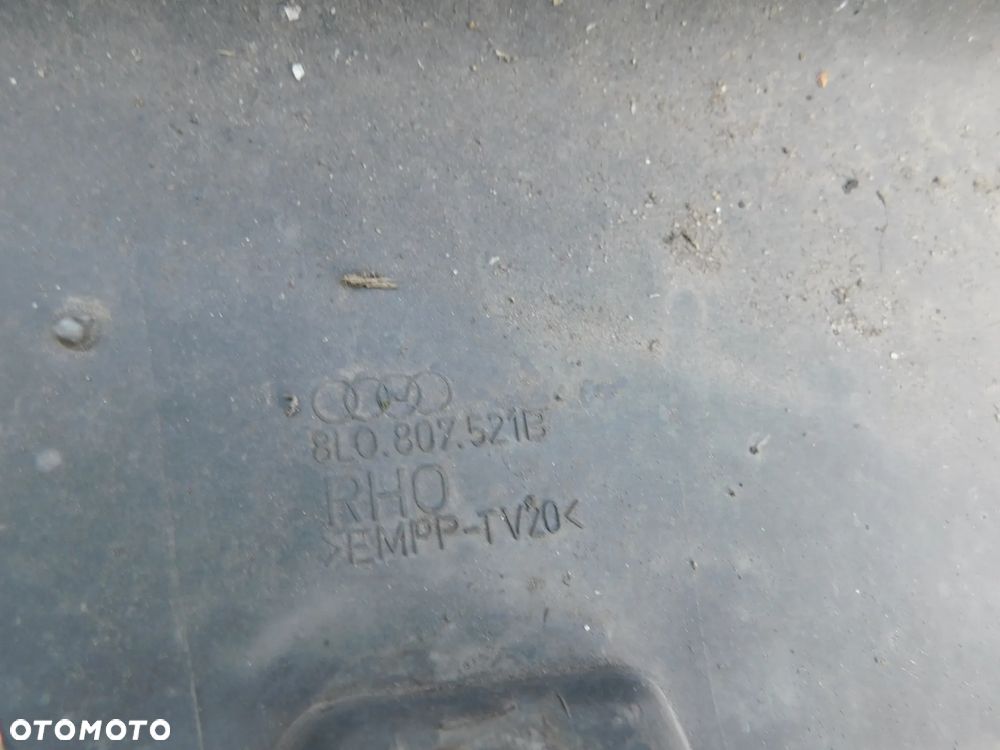 8L0.807.521B
RHO
>EMPP-TV20<
OTOMOTO